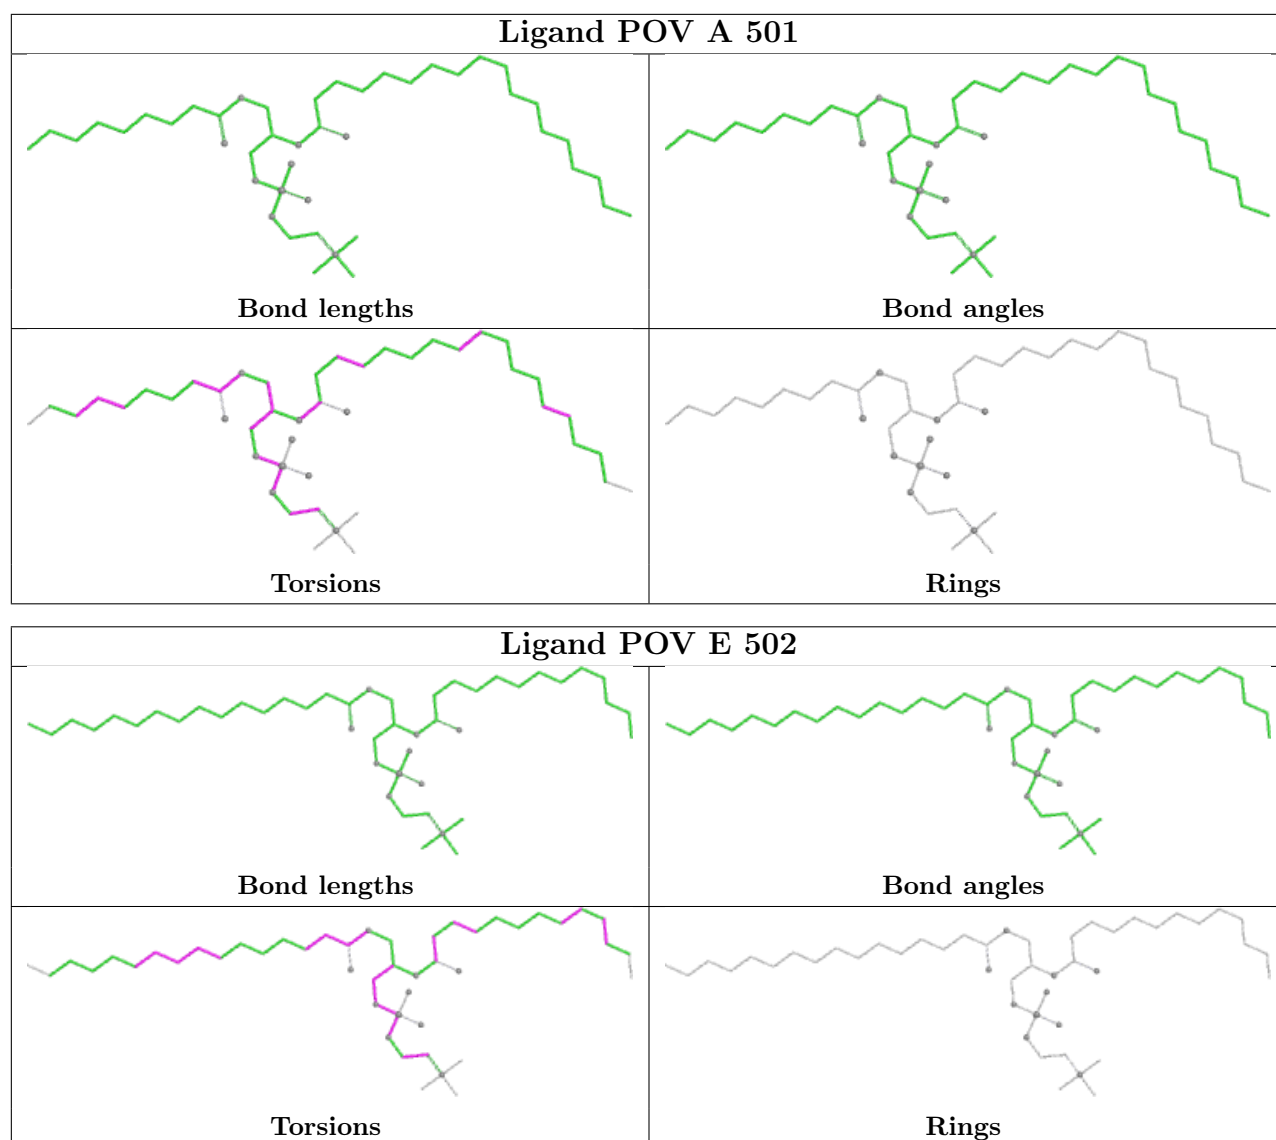 Ligand POV A 501
Bond lengths
Bond angles
Torsions
Rings
Ligand POV E 502
Bond lengths
Bond angles
Torsions
Rings